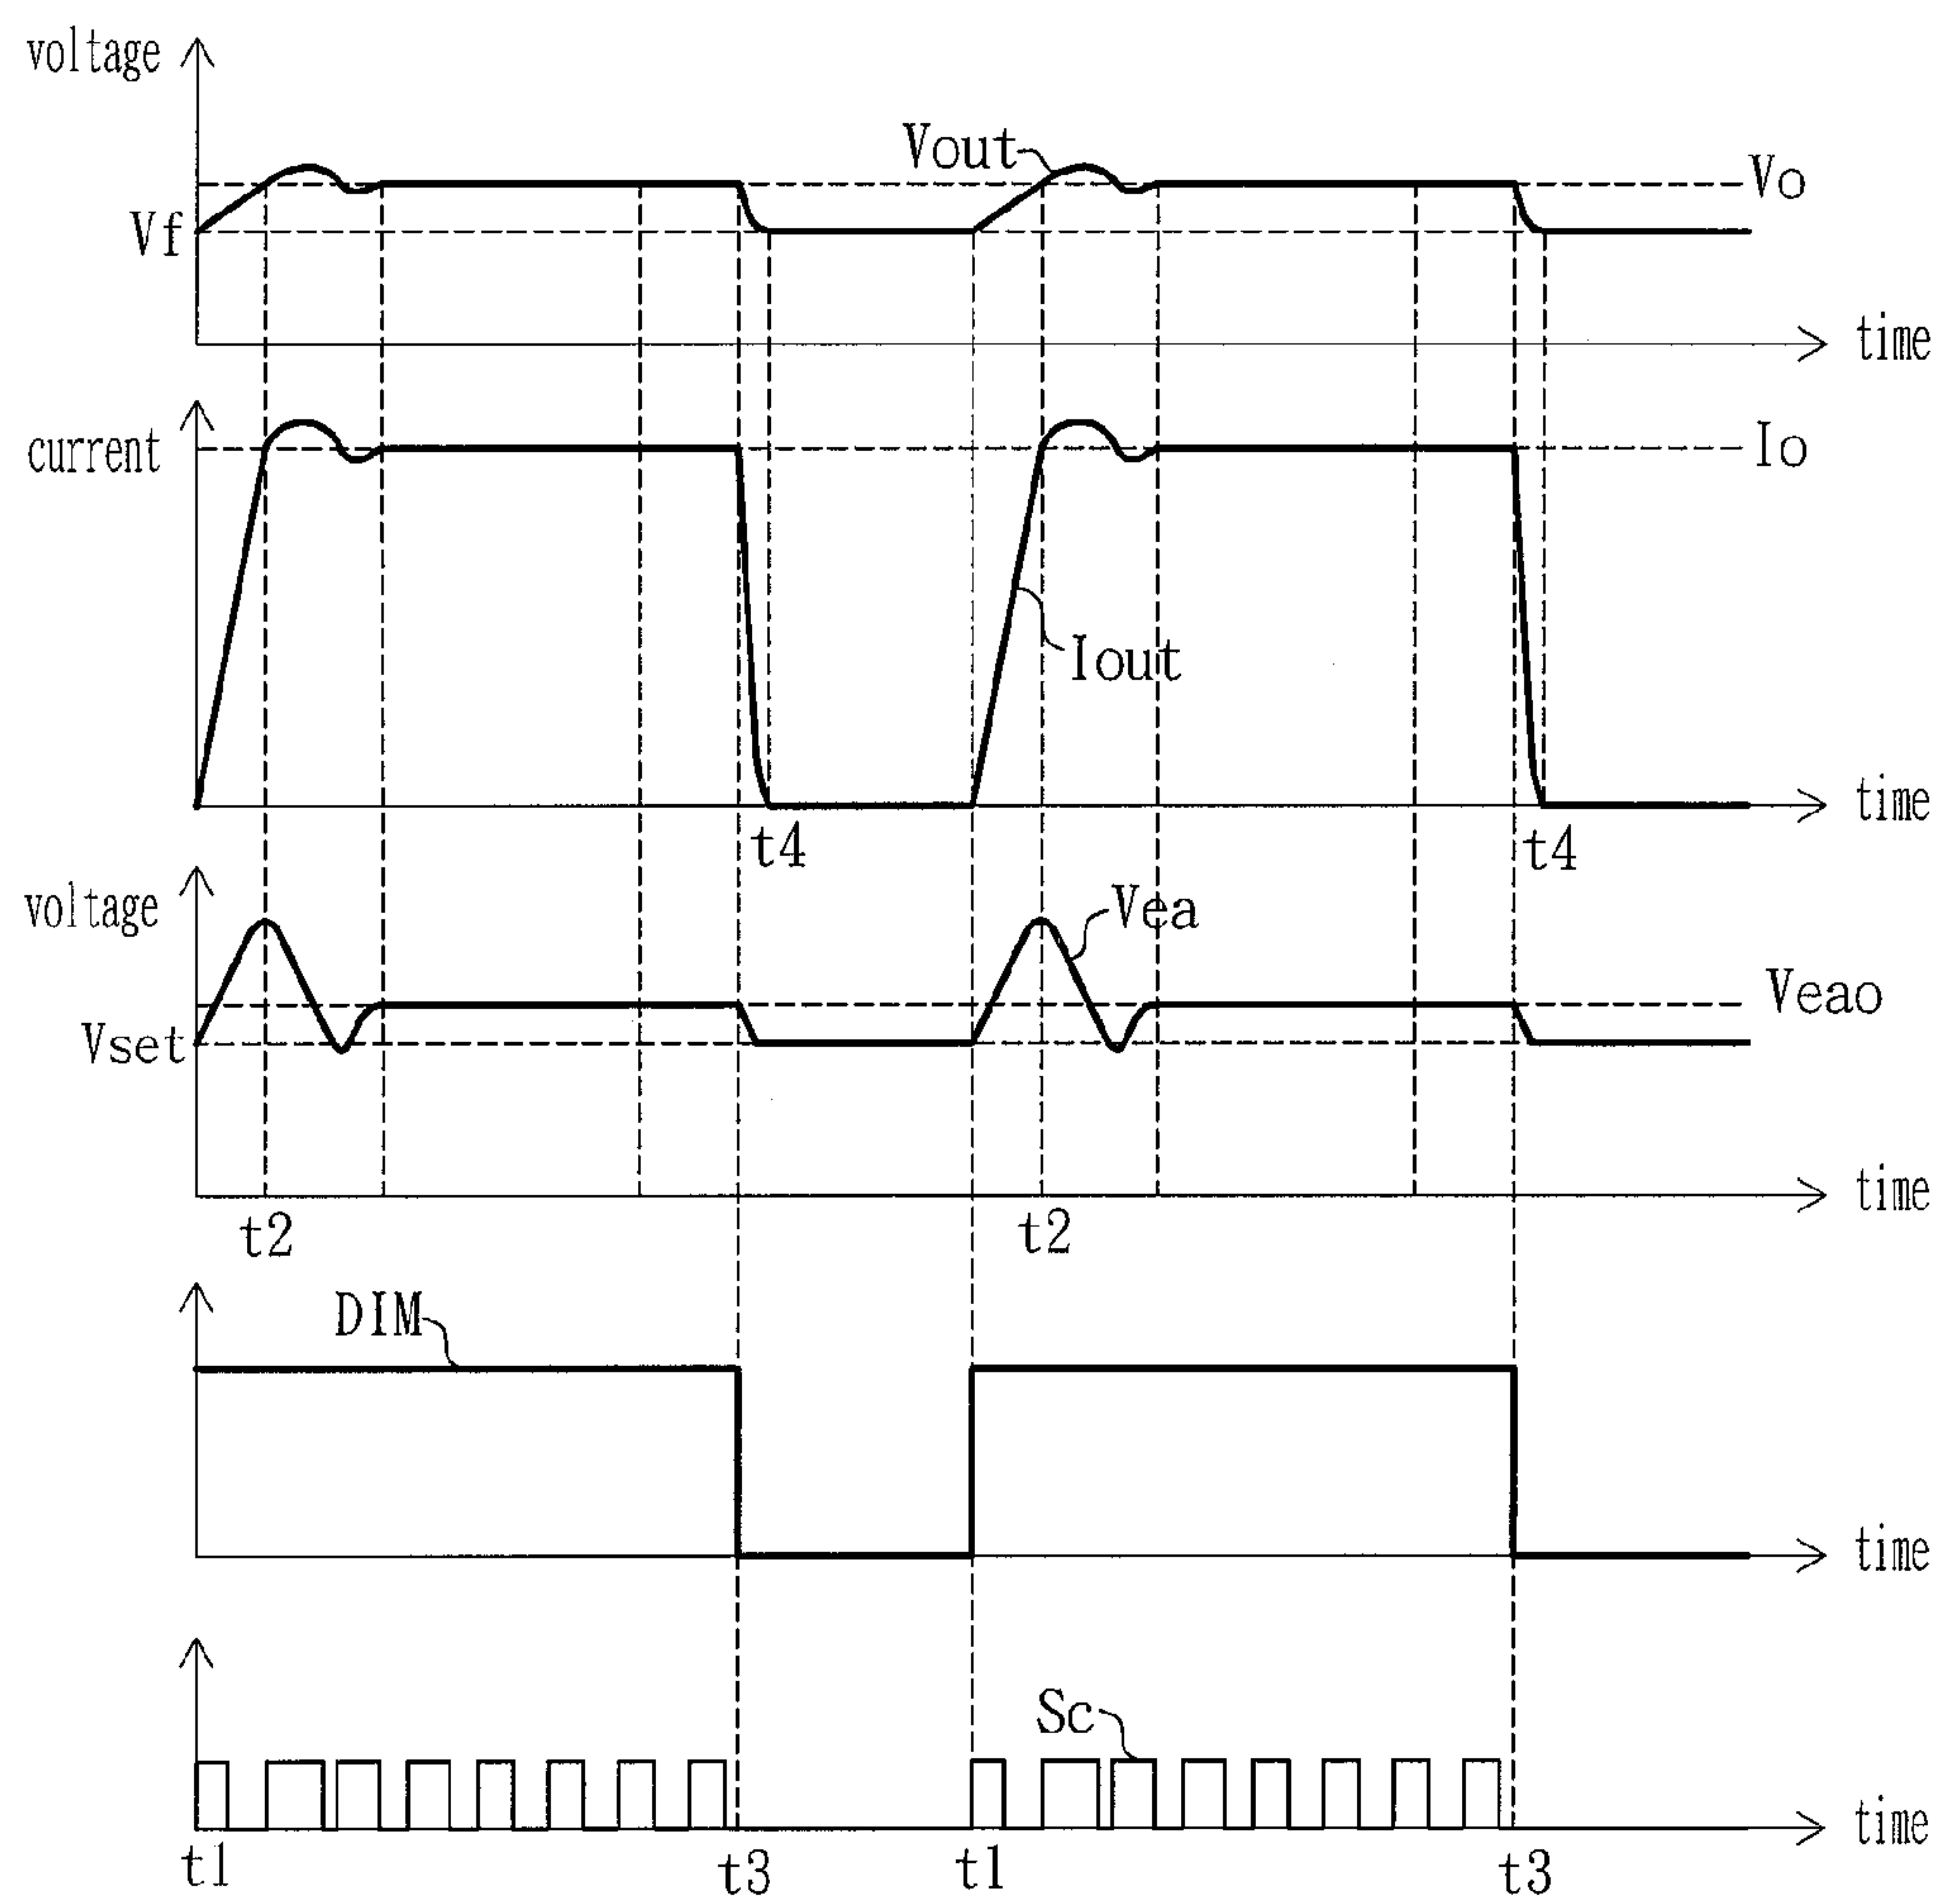 voltage
Vout
Vo
Vf
time
current
Io
Iout
time
t4
t4
voltage
Vea
Veao
Vset
time
t2
t2
DIM
time
Sc
time
t1
t3
t1
t3